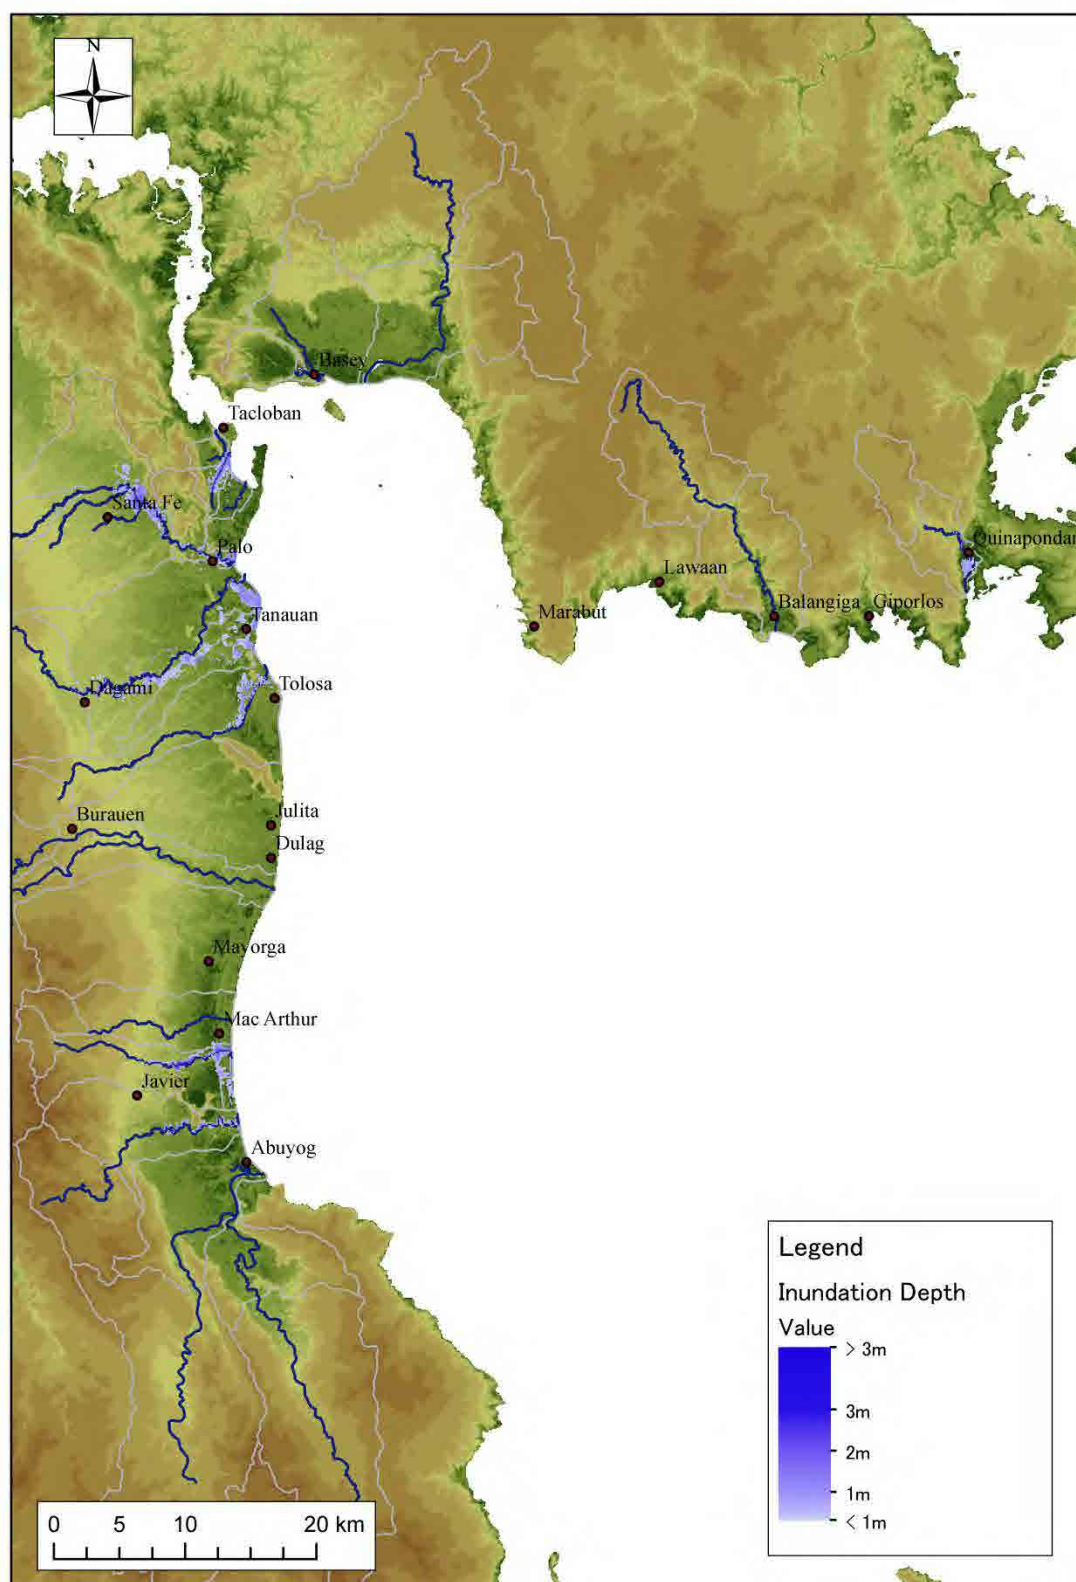 N
Basey
Tacloban
Santa Fe
Palo
Quinapondan
Lawaan
Tanauan
Marabut
Balangiga
Giporlos
Dagami
Tolosa
Burauen
Julita
Dulag
Mayorga
Mac Arthur
Javier
Abuyog
Legend
Inundation Depth
Value
> 3m
3m
2m
1m
< 1m
0 5 10 20 km